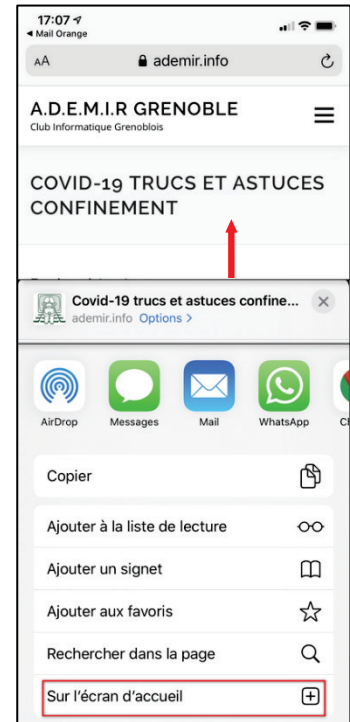 17:07
◀ Mail Orange
AA ademir.info
A.D.E.M.I.R GRENOBLE
Club Informatique Grenoblois
COVID-19 TRUCS ET ASTUCES
CONFINEMENT
Covid-19 trucs et astuces confine...
ademir.info Options >
AirDrop Messages Mail WhatsApp
Copier
Ajouter à la liste de lecture
Ajouter un signet
Ajouter aux favoris
Rechercher dans la page
Sur l'écran d'accueil